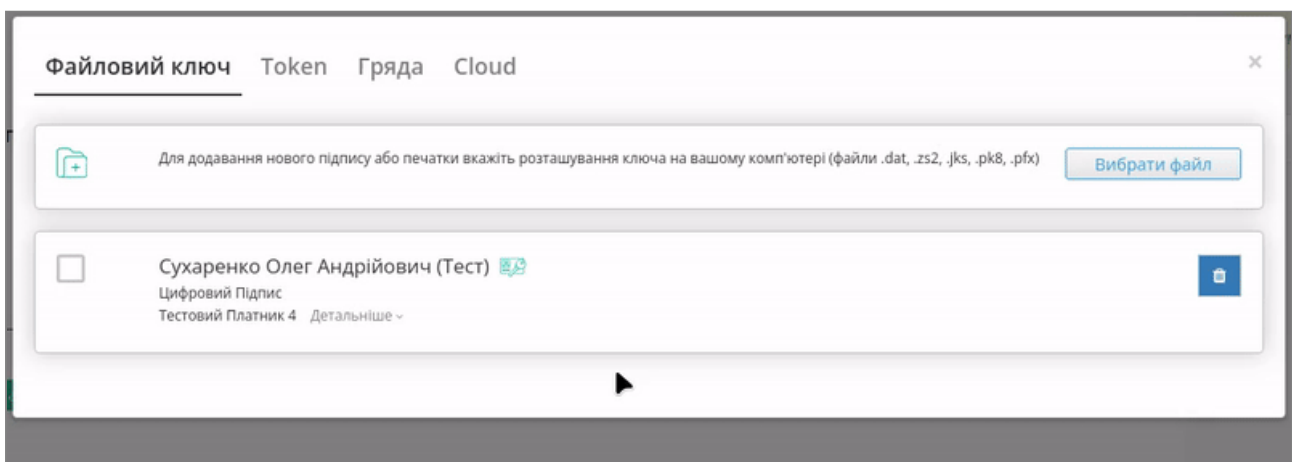 Файловий ключ Token Гряда Cloud
Для додавання нового підпису або печатки вкажіть розташування ключа на вашому комп'ютері (файли .dat, .zs2, .jks, .pk8, .pfx) Вибрати файл
Сухаренко Олег Андрійович (Тест)
Цифровий Підпис
Тестовий Платник 4 Детальніше